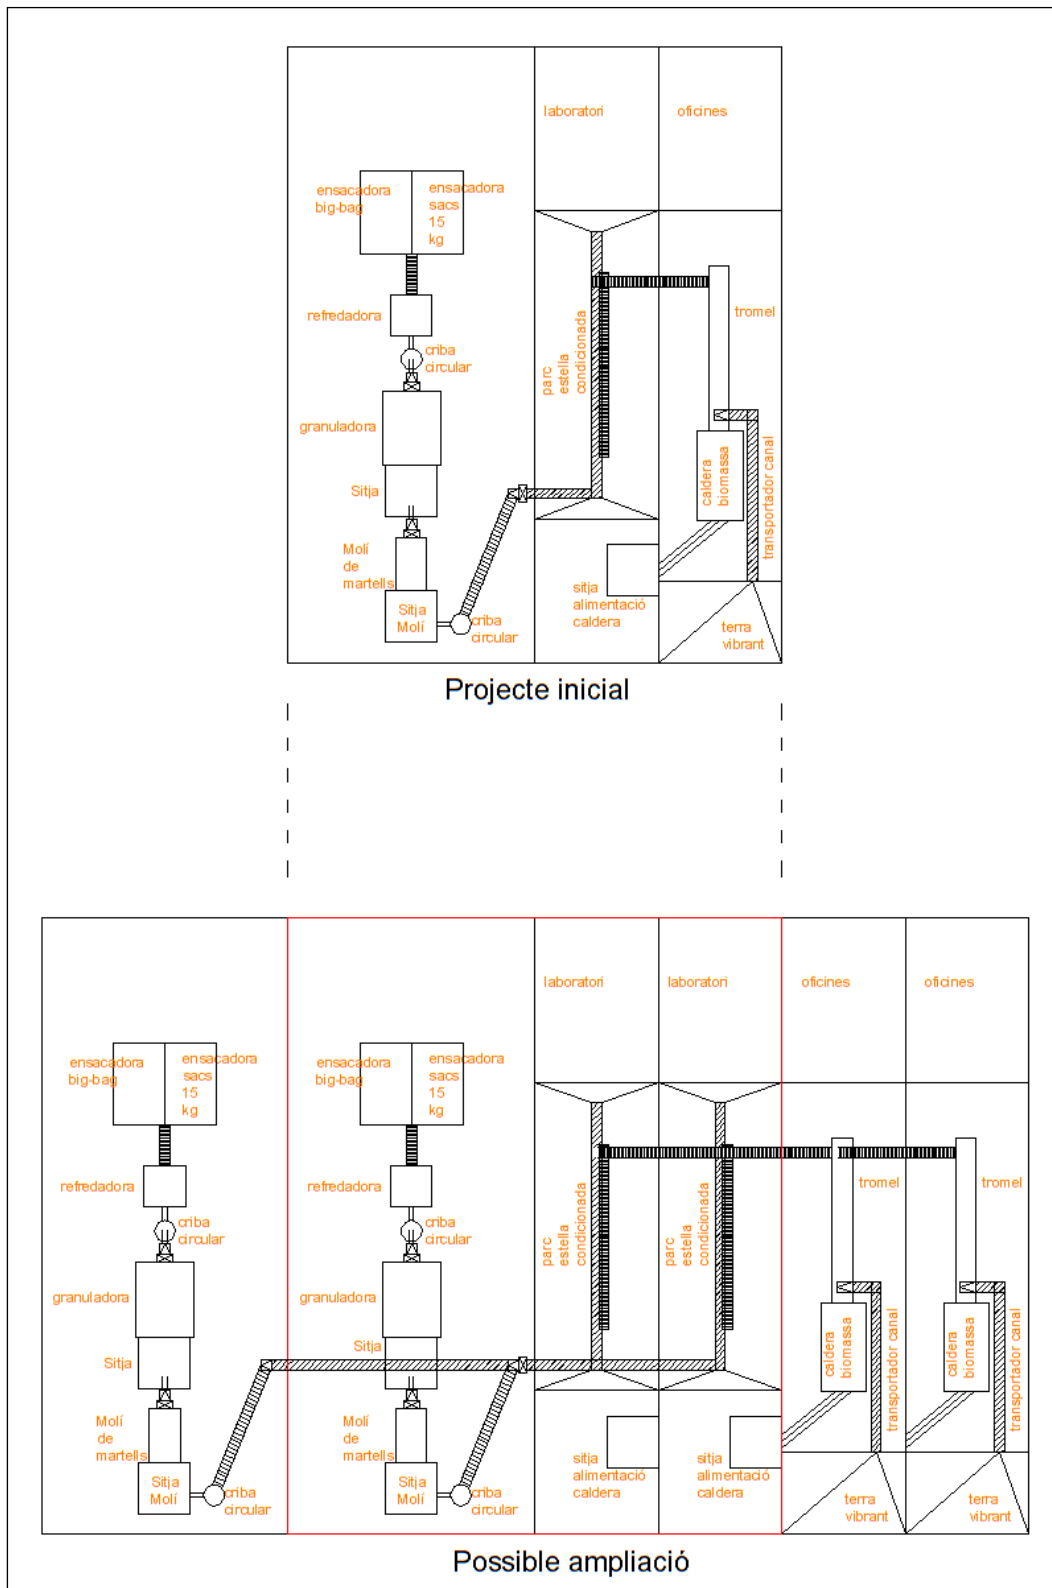 laboratori
oficines
ensacadora
big-bag
ensacadora
sacs
15
kg
refredadora
criba
circular
tromel
parc
estella
condicionada
granuladora
Sitja
caldera
biomassa
transportador canal
Molí
de
martells
Sitja
Molí
criba
circular
sitja
alimentació
caldera
terra
vibrant
Projecte inicial
laboratori
laboratori
oficines
oficines
ensacadora
big-bag
ensacadora
sacs
15
kg
ensacadora
big-bag
ensacadora
sacs
15
kg
refredadora
refredadora
tromel
tromel
criba
circular
criba
circular
parc
estella
condicionada
parc
estella
condicionada
granuladora
granuladora
Sitja
Sitja
caldera
biomassa
transportador canal
caldera
biomassa
transportador canal
Molí
de
martells
Molí
de
martells
Sitja
Molí
criba
circular
Sitja
Molí
criba
circular
sitja
alimentació
caldera
sitja
alimentació
caldera
terra
vibrant
terra
vibrant
Possible ampliació